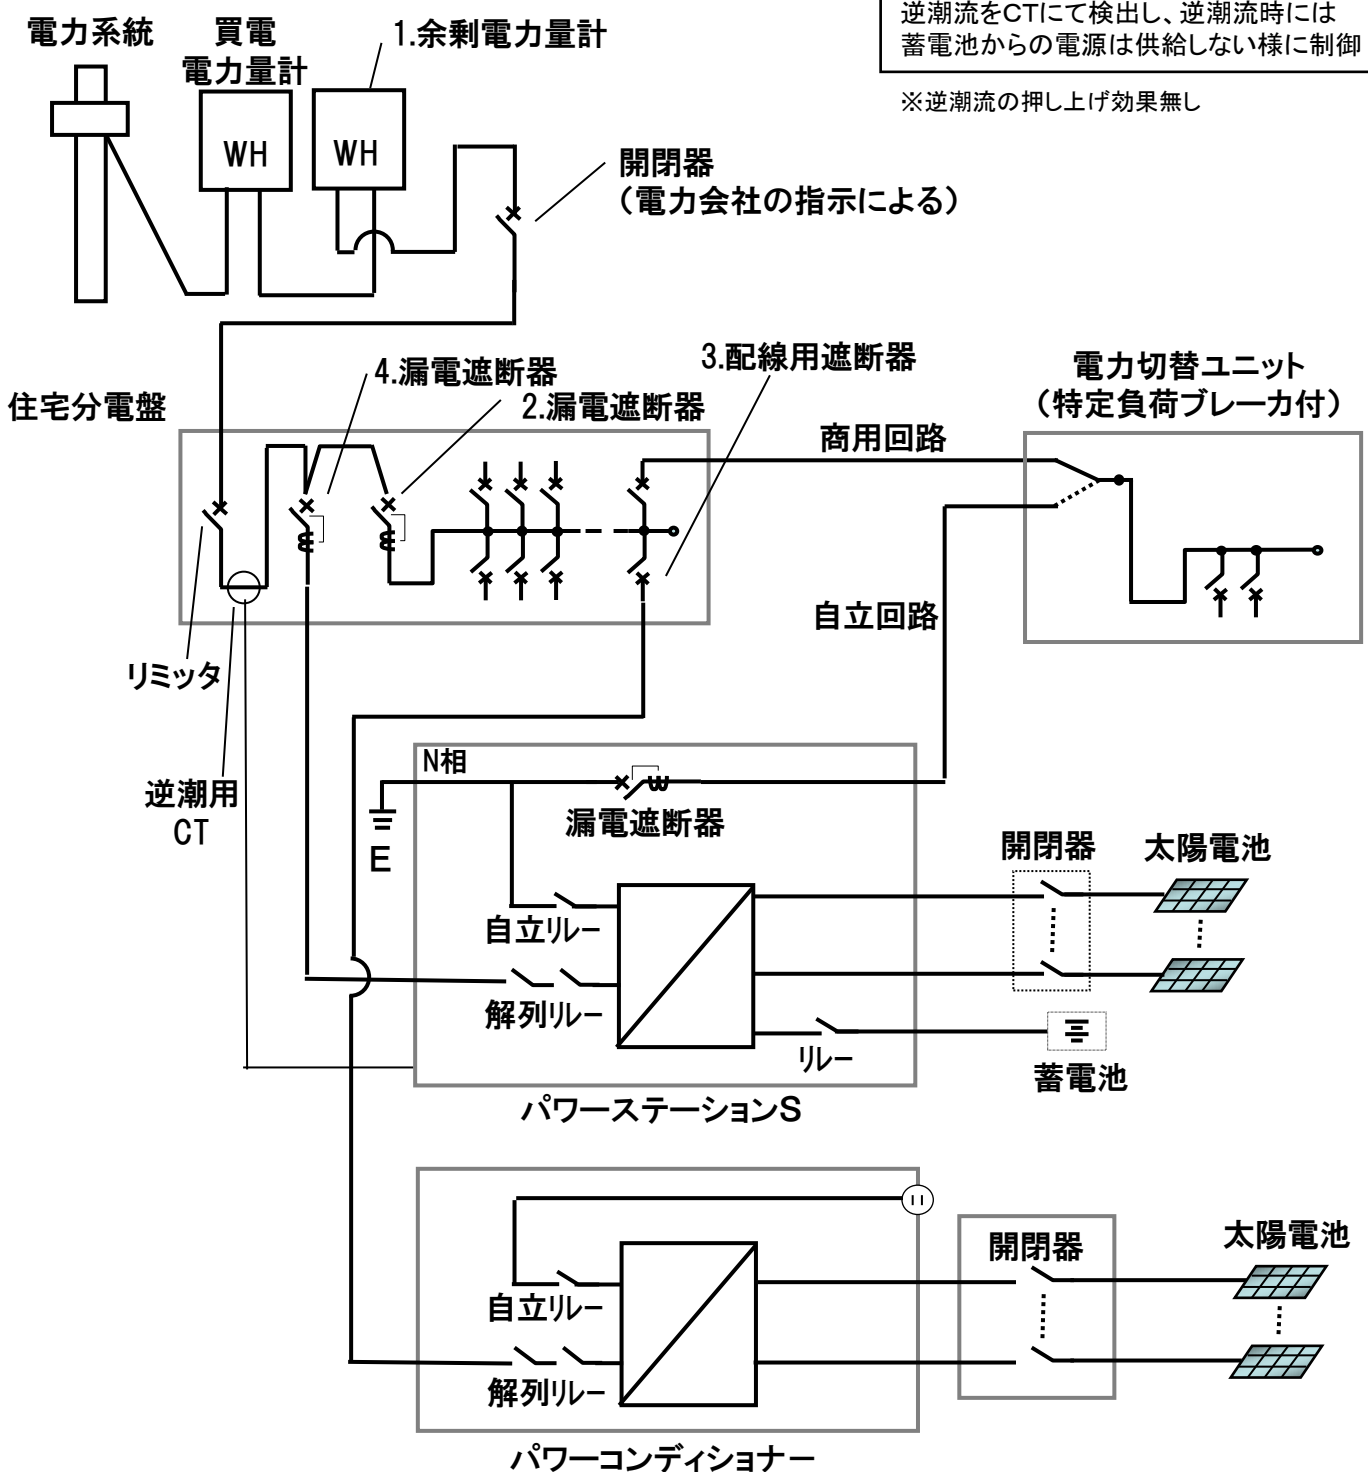 逆潮流をCTにて検出し、逆潮流時には
蓄電池からの電源は供給しない様に制御
※逆潮流の押し上げ効果無し
電力系統
買電
電力量計
1.余剰電力量計
WH
WH
開閉器
（電力会社の指示による）
住宅分電盤
4.漏電遮断器
2.漏電遮断器
3.配線用遮断器
電力切替ユニット
（特定負荷ブレーカ付）
商用回路
自立回路
リミッタ
逆潮用
CT
N相
E
漏電遮断器
自立リレー
解列リレー
リレー
開閉器
太陽電池
蓄電池
パワーステーションS
自立リレー
解列リレー
開閉器
太陽電池
パワーコンディショナー